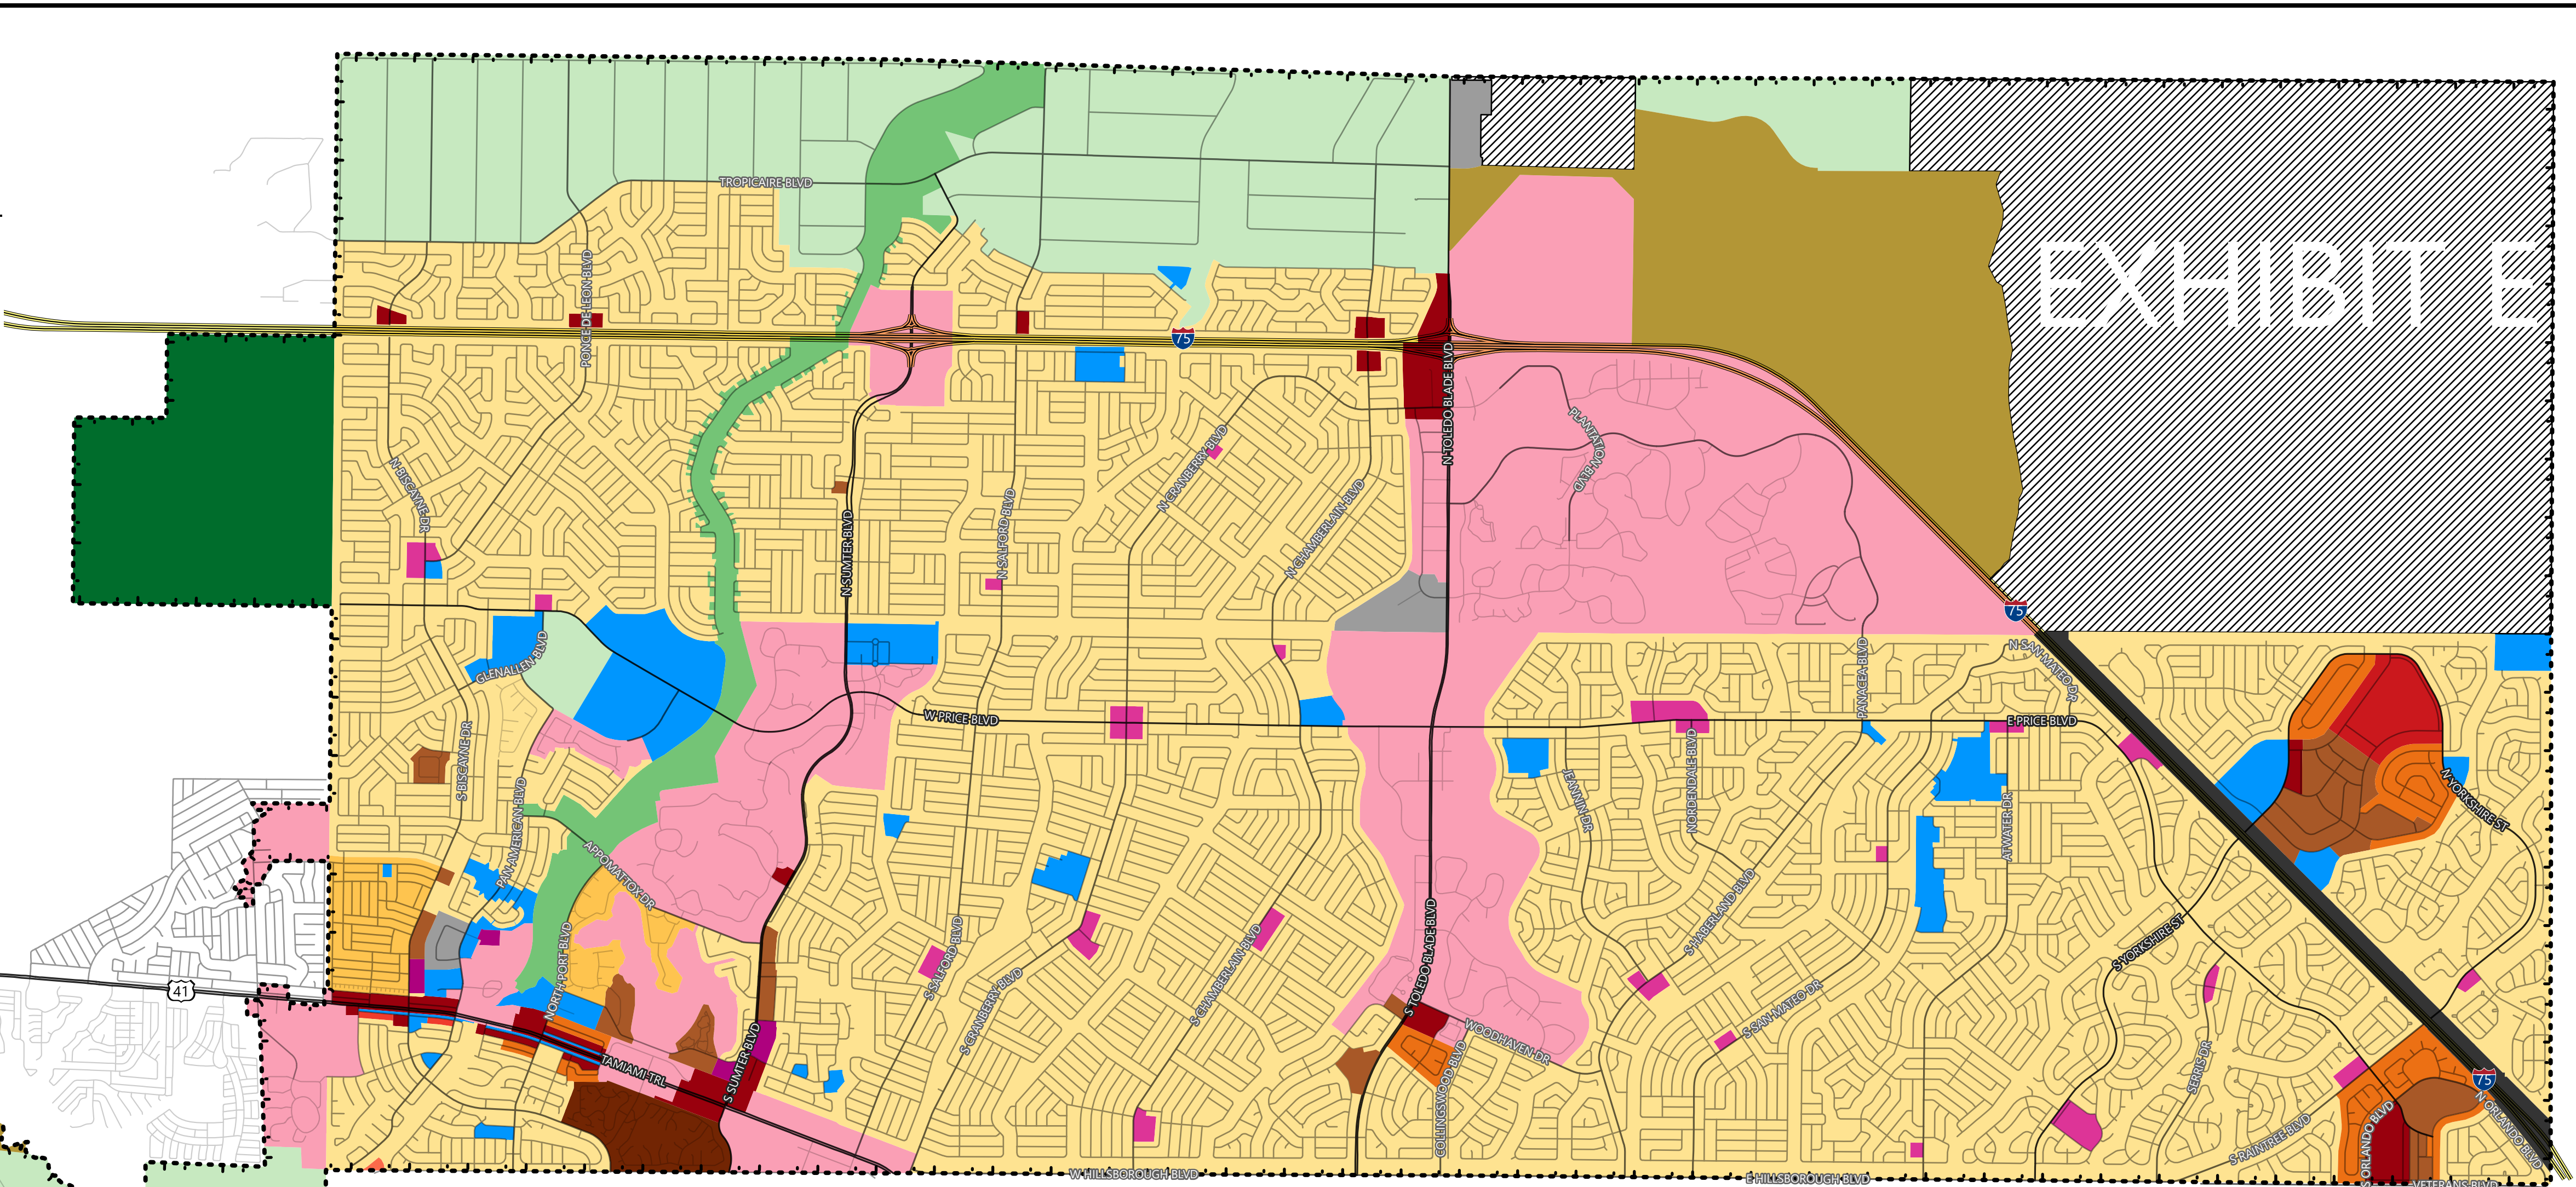 TROPICAIRE BLVD
EXHIBIT E
PONCE DE LEON BLVD
75
N TOLEDO BLADE BLVD
PLANTATION BLVD
N CRANBERRY BLVD
N BISCAYNE DR
N SALFORD BLVD
N CHAMBERLAIN BLVD
N SUMTER BLVD
75
GLENALLEN BLVD
N SAN MATEO DR
PANACEA BLVD
W PRICE BLVD
E PRICE BLVD
S BISCAYNE DR
NORDENDALE BLVD
JEANNIN DR
N YORKSHIRE ST
PAN AMERICAN BLVD
ATWATER DR
APPOMATTOX DR
S HABERLAND BLVD
S TOLEDO BLADE BLVD
S SALFORD BLVD
S CHAMBERLAIN BLVD
S YORKSHIRE ST
NORTH PORT BLVD
41
S CRANBERRY BLVD
S SAN MATEO DR
WOODHAVEN DR
TAMIAMI TRL
S SUMTER BLVD
COLLINGSWOOD BLVD
SERRIS DR
75
N ORLANDO BLVD
S ORLANDO BLVD
S RAINTREE BLVD
W HILLSBOROUGH BLVD
E HILLSBOROUGH BLVD
VETERANS BLVD